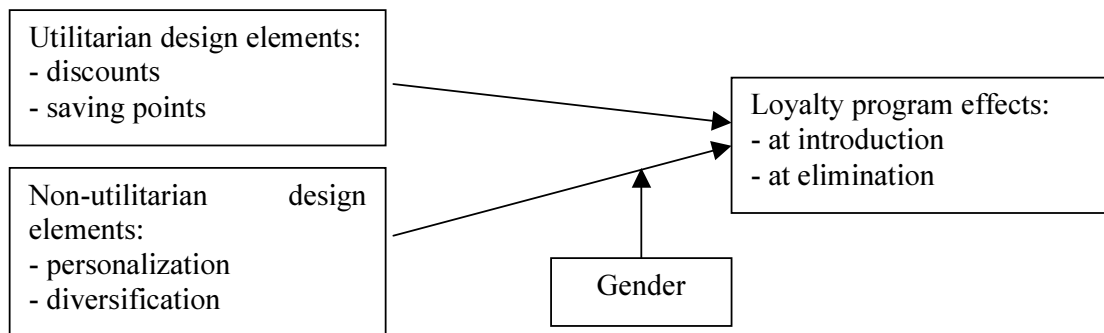 Utilitarian design elements:
- discounts
- saving points
Non-utilitarian design
elements:
- personalization
- diversification
Loyalty program effects:
- at introduction
- at elimination
Gender